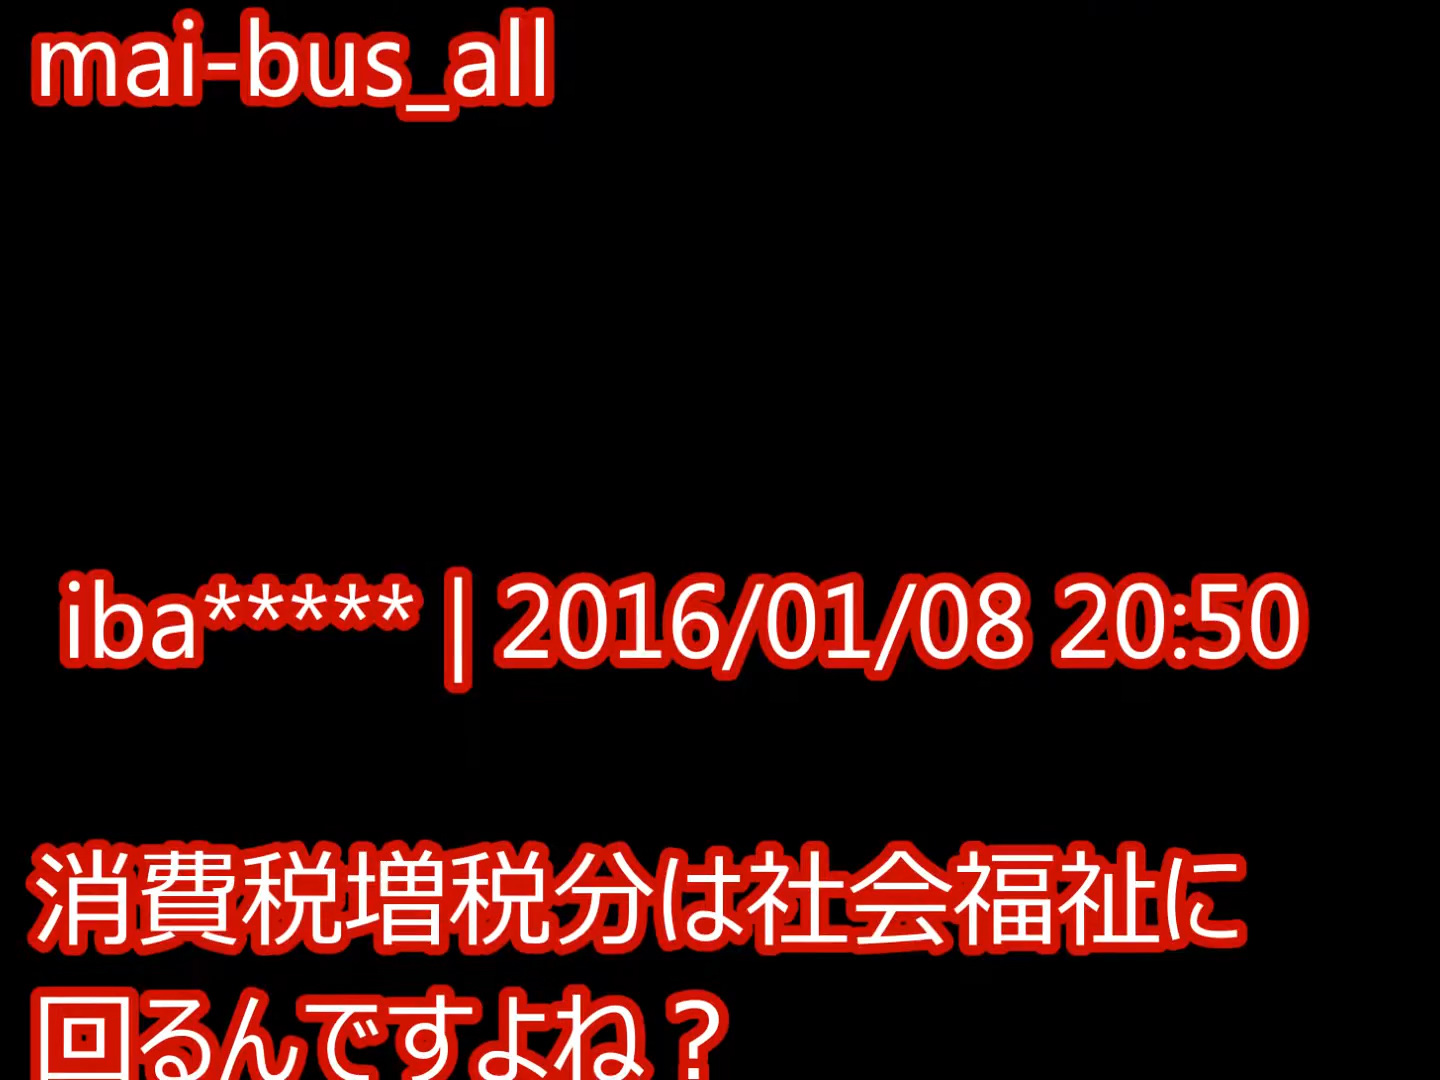 mai-bus_all
iba***** | 2016/01/08 20:50
消費税増税分は社会福祉に
回るんですよね？